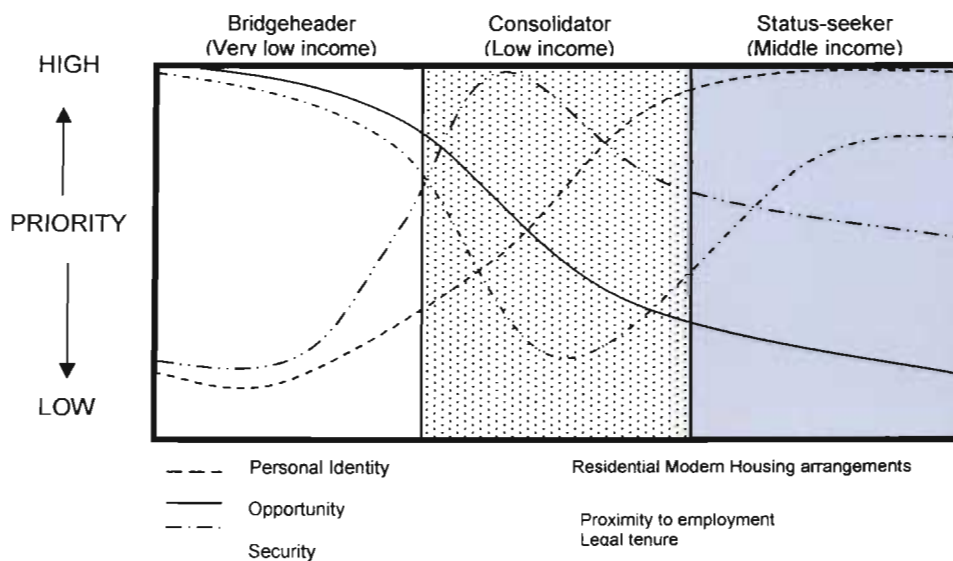 Bridgeheader
(Very low income)
Consolidator
(Low income)
Status-seeker
(Middle income)
HIGH
PRIORITY
LOW
Personal Identity
Residential Modern Housing arrangements
Opportunity
Proximity to employment
Legal tenure
Security